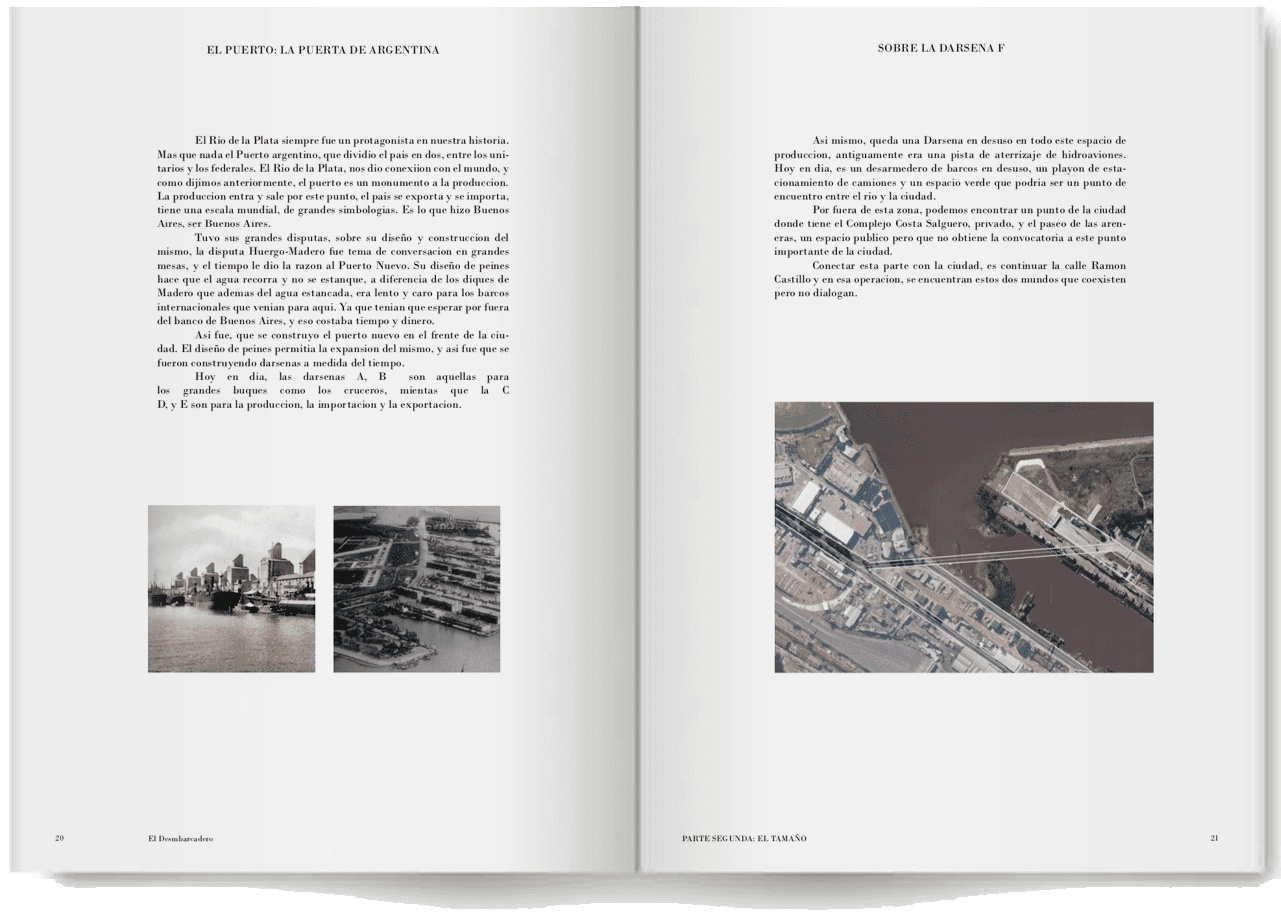 EL PUERTO: LA PUERTA DE ARGENTINA
El Rio de la Plata siempre fue un protagonista en nuestra historia.
Mas que nada el Puerto argentino, que dividio el pais en dos, entre los uni-
tarios y los federales. El Rio de la Plata, nos dio conexiion con el mundo, y
como dijimos anteriormente, el puerto es un monumento a la produccion.
La produccion entra y sale por este punto, el pais se exporta y se importa,
tiene una escala mundial, de grandes simbologias. Es lo que hizo Buenos
Aires, ser Buenos Aires.
Tuvo sus grandes disputas, sobre su diseño y construccion del
mismo, la disputa Huergo-Madero fue tema de conversacion en grandes
mesas, y el tiempo le dio la razon al Puerto Nuevo. Su diseño de peines
hace que el agua recorra y no se estanque, a diferencia de los diques de
Madero que ademas del agua estancada, era lento y caro para los barcos
internacionales que venian para aqui. Ya que tenian que esperar por fuera
del banco de Buenos Aires, y eso costaba tiempo y dinero.
Asi fue, que se construyo el puerto nuevo en el frente de la ciu-
dad. El diseño de peines permitia la expansion del mismo, y asi fue que se
fueron construyendo darsenas a medida del tiempo.
Hoy en dia, las darsenas A, B son aquellas para
los grandes buques como los cruceros, mientas que la C
D, y E son para la produccion, la importacion y la exportacion.
20
El Desmbarcadero
SOBRE LA DARSENA F
Asi mismo, queda una Darsena en desuso en todo este espacio de
produccion, antiguamente era una pista de aterrizaje de hidroaviones.
Hoy en dia, es un desarmedero de barcos en desuso, un playon de esta-
cionamiento de camiones y un espacio verde que podria ser un punto de
encuentro entre el rio y la ciudad.
Por fuera de esta zona, podemos encontrar un punto de la ciudad
donde tiene el Complejo Costa Salguero, privado, y el paseo de las aren-
eras, un espacio publico pero que no obtiene la convocatoria a este punto
importante de la ciudad.
Conectar esta parte con la ciudad, es continuar la calle Ramon
Castillo y en esa operacion, se encuentran estos dos mundos que coexisten
pero no dialogan.
PARTE SEGUNDA: EL TAMAÑO
21